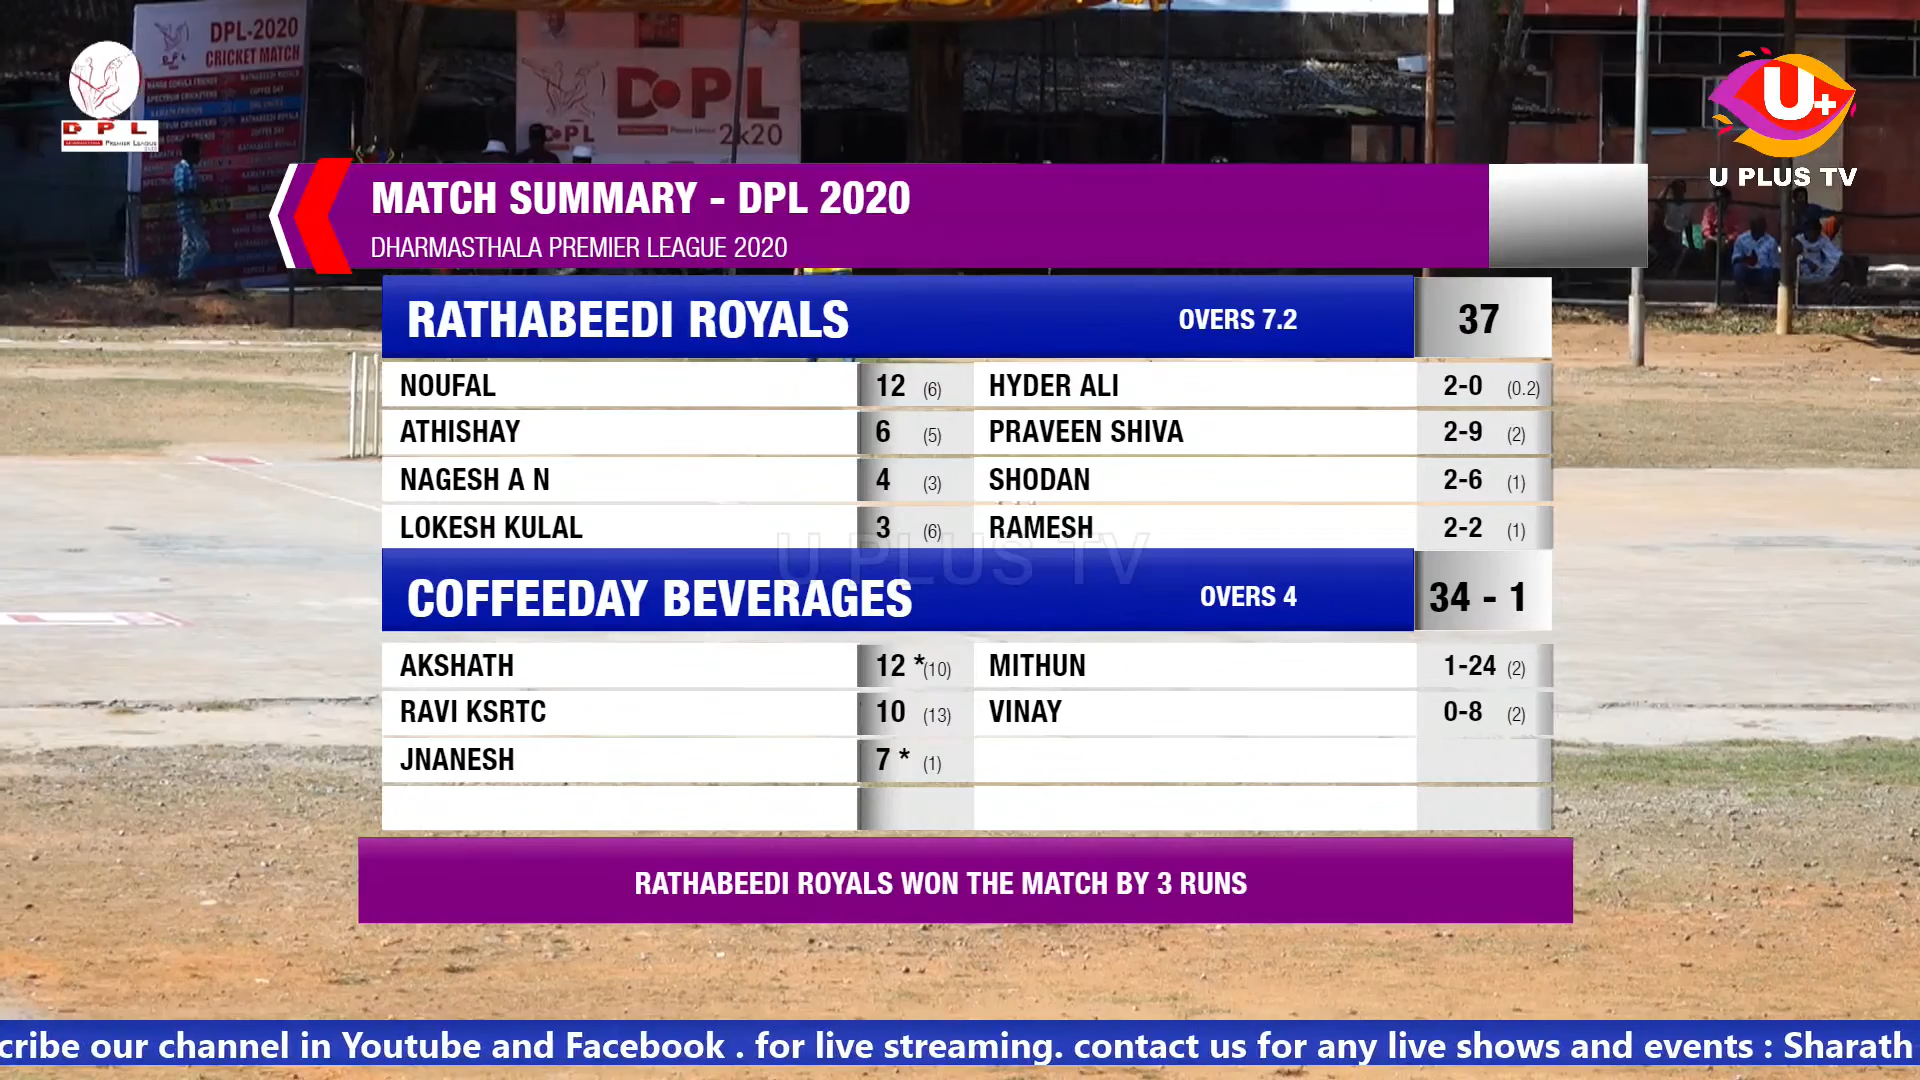 DPL-2020
CRICKET MATCH
D PL
2k20
DPL
PREMIER LEAGUE
U+
U PLUS TV
MATCH SUMMARY - DPL 2020
DHARMASTHALA PREMIER LEAGUE 2020
RATHABEEDI ROYALS OVERS 7.2 37
NOUFAL 12 (6) HYDER ALI 2-0 (0.2)
ATHISHAY 6 (5) PRAVEEN SHIVA 2-9 (2)
NAGESH A N 4 (3) SHODAN 2-6 (1)
LOKESH KULAL 3 (6) RAMESH 2-2 (1)
U PLUS TV
COFFEEDAY BEVERAGES OVERS 4 34 - 1
AKSHATH 12 * (10) MITHUN 1-24 (2)
RAVI KSRTC 10 (13) VINAY 0-8 (2)
JNANESH 7 * (1)
RATHABEEDI ROYALS WON THE MATCH BY 3 RUNS
cribe our channel in Youtube and Facebook . for live streaming. contact us for any live shows and events : Sharath